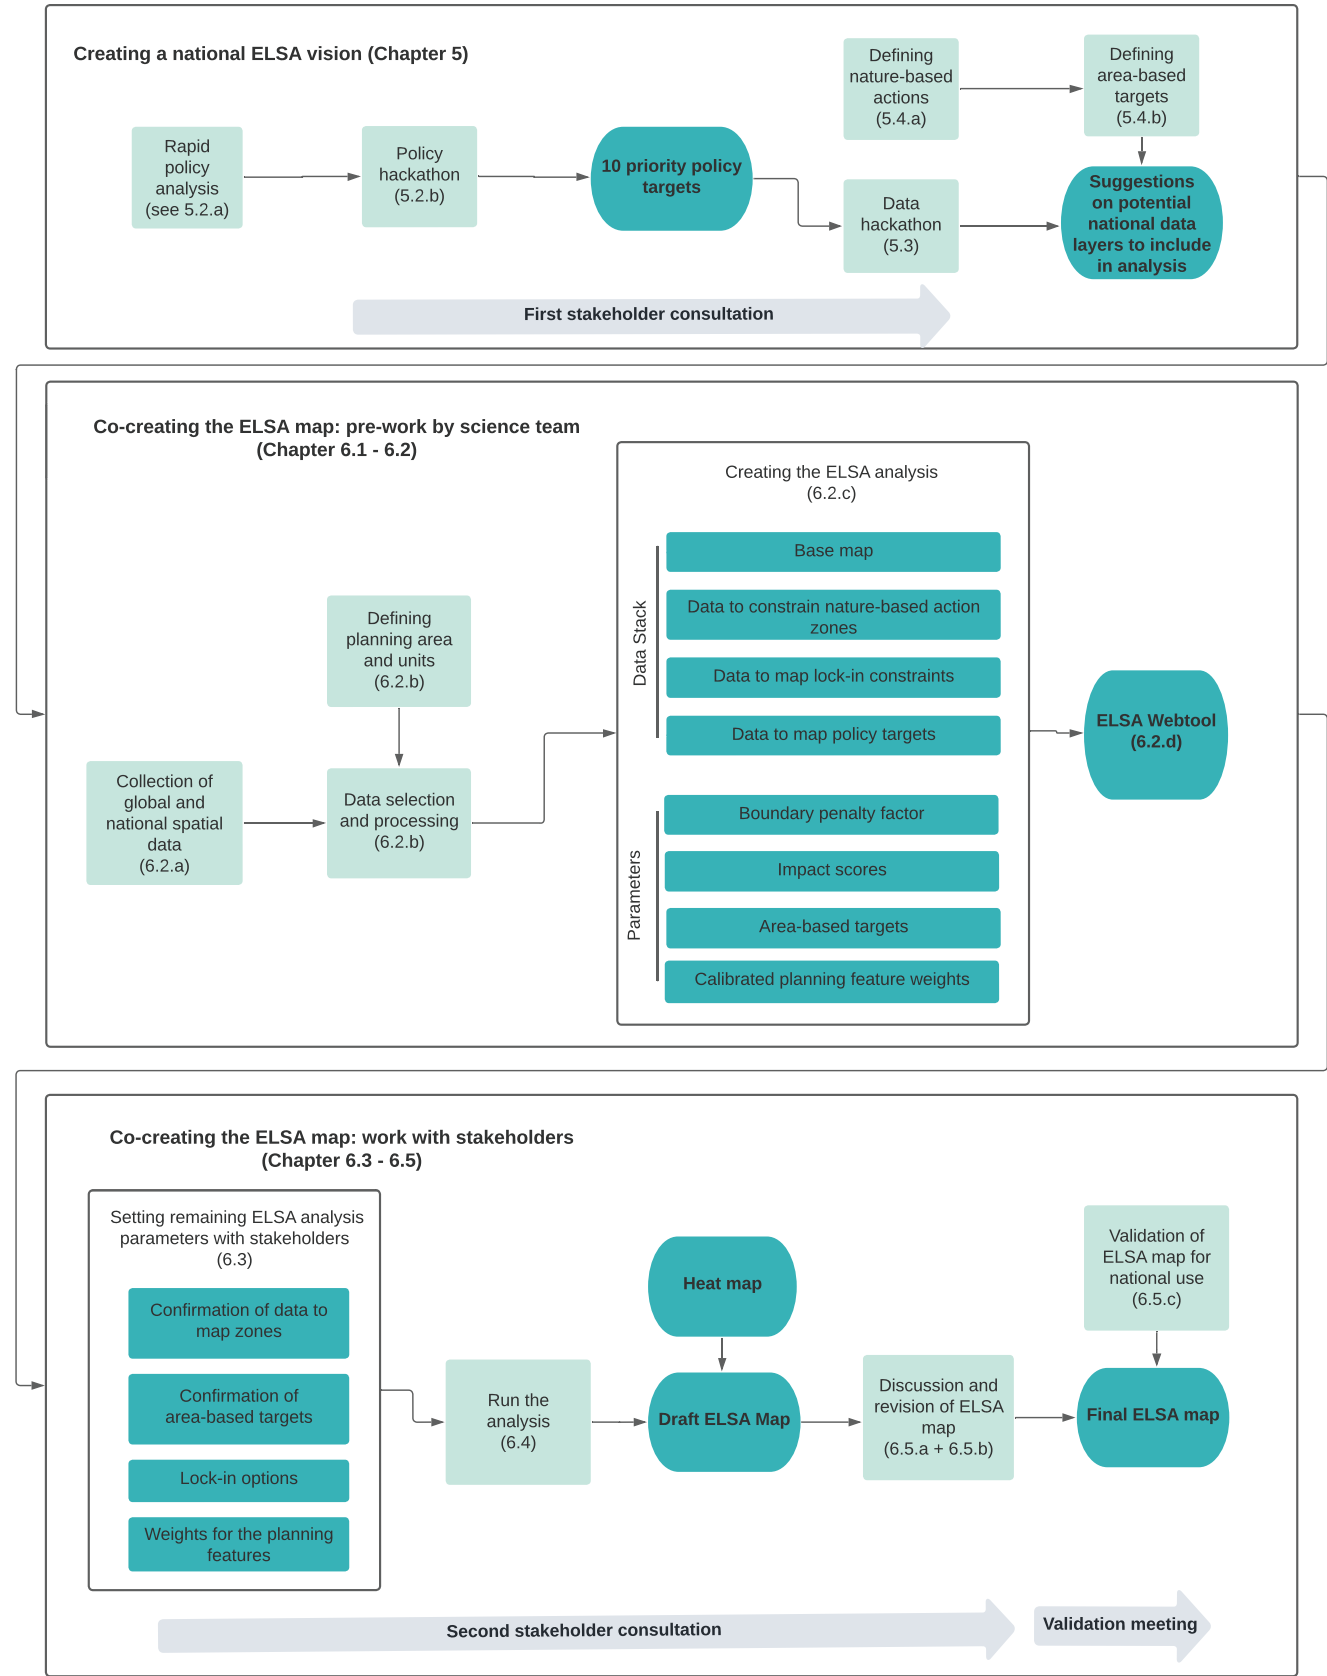 Creating a national ELSA vision (Chapter 5)
Rapid
policy
analysis
(see 5.2.a)
Policy
hackathon
(5.2.b)
10 priority policy
targets
Defining
nature-based
actions
(5.4.a)
Defining
area-based
targets
(5.4.b)
Data
hackathon
(5.3)
Suggestions
on potential
national data
layers to include
in analysis
First stakeholder consultation
Co-creating the ELSA map: pre-work by science team
(Chapter 6.1 - 6.2)
Collection of
global and
national spatial
data
(6.2.a)
Defining
planning area
and units
(6.2.b)
Data selection
and processing
(6.2.b)
Creating the ELSA analysis
(6.2.c)
Data Stack
Base map
Data to constrain nature-based action
zones
Data to map lock-in constraints
Data to map policy targets
Parameters
Boundary penalty factor
Impact scores
Area-based targets
Calibrated planning feature weights
ELSA Webtool
(6.2.d)
Co-creating the ELSA map: work with stakeholders
(Chapter 6.3 - 6.5)
Setting remaining ELSA analysis
parameters with stakeholders
(6.3)
Confirmation of data to
map zones
Confirmation of
area-based targets
Lock-in options
Weights for the planning
features
Run the
analysis
(6.4)
Heat map
Draft ELSA Map
Discussion and
revision of ELSA
map
(6.5.a + 6.5.b)
Validation of
ELSA map for
national use
(6.5.c)
Final ELSA map
Second stakeholder consultation
Validation meeting